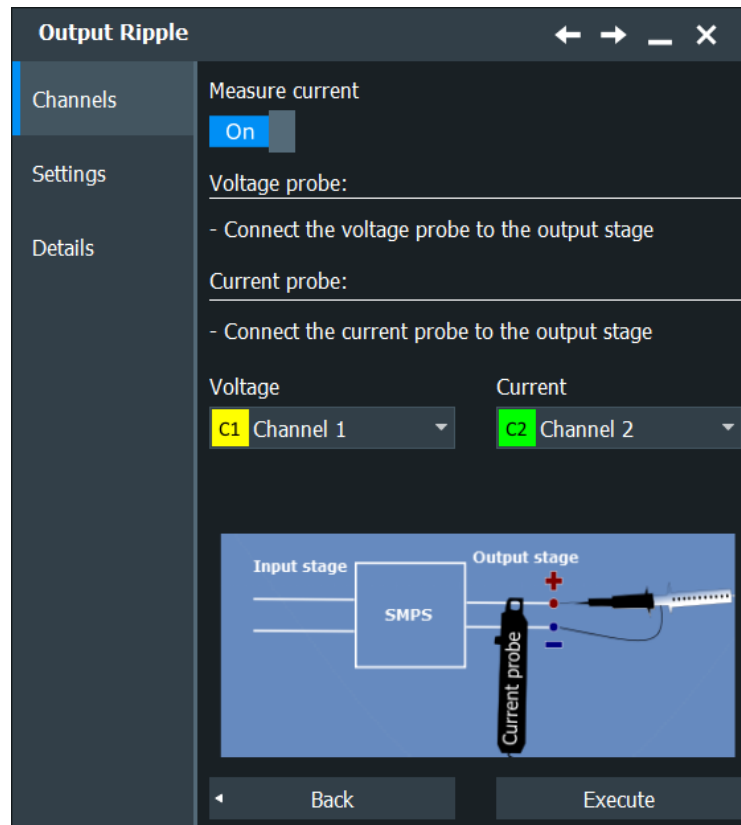 Output Ripple
Channels
Settings
Details
Measure current
On
Voltage probe:
- Connect the voltage probe to the output stage
Current probe:
- Connect the current probe to the output stage
Voltage
Current
C1 Channel 1
C2 Channel 2
Input stage
Output stage
+
SMPS
−
Current probe
Back
Execute